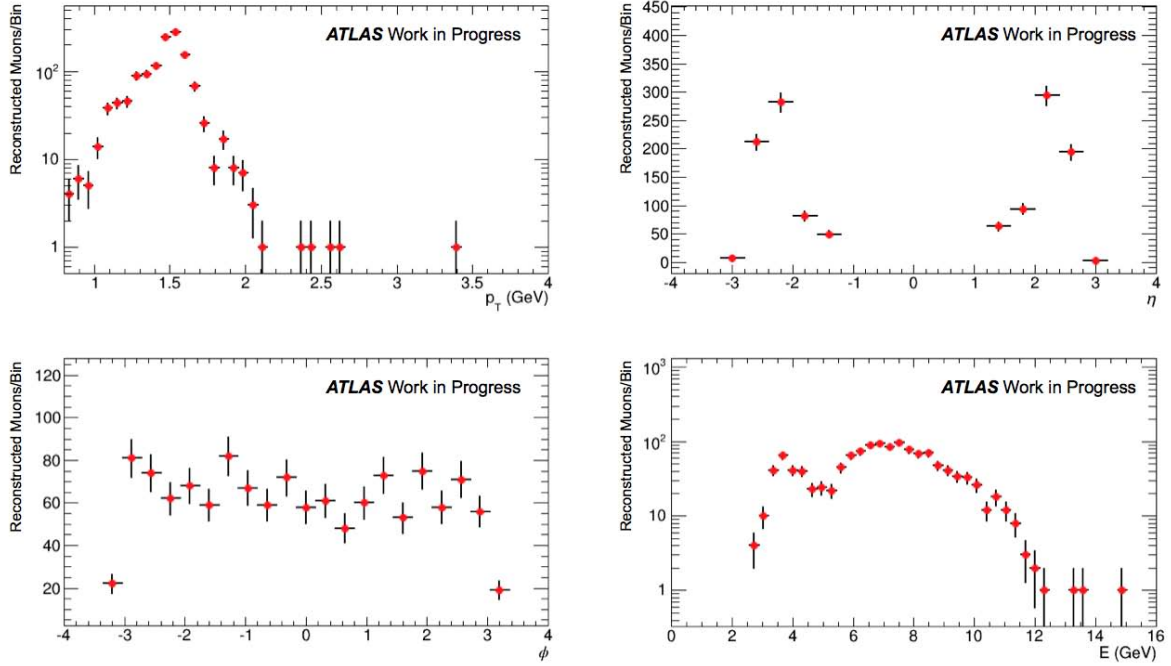 Reconstructed Muons/Bin
ATLAS Work in Progress
10²
10
1
1 1.5 2 2.5 3 3.5 4
p_T (GeV)
Reconstructed Muons/Bin
ATLAS Work in Progress
450
400
350
300
250
200
150
100
50
0
-4 -3 -2 -1 0 1 2 3 4
η
Reconstructed Muons/Bin
ATLAS Work in Progress
120
100
80
60
40
20
-4 -3 -2 -1 0 1 2 3 4
ϕ
Reconstructed Muons/Bin
ATLAS Work in Progress
10³
10²
10
1
0 2 4 6 8 10 12 14 16
E (GeV)